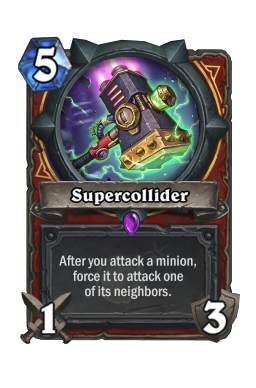 5
Supercollider
After you attack a minion,
force it to attack one
of its neighbors.
1
3